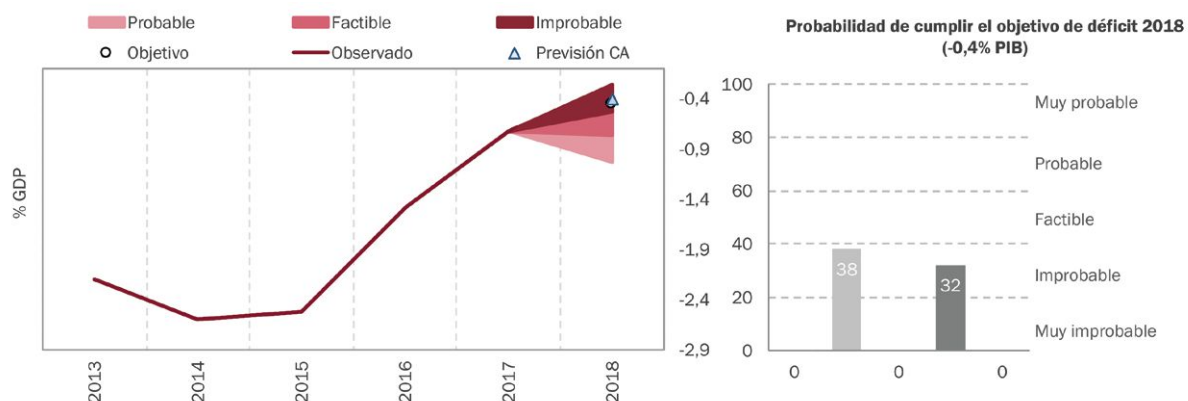 Probable Factible Improbable
Objetivo Observado Previsión CA
% GDP
-0,4
-0,9
-1,4
-1,9
-2,4
-2,9
2013 2014 2015 2016 2017 2018
Probabilidad de cumplir el objetivo de déficit 2018
(-0,4% PIB)
100
80
60
40
20
0
Muy probable
Probable
Factible
Improbable
Muy improbable
38 32
0 0 0